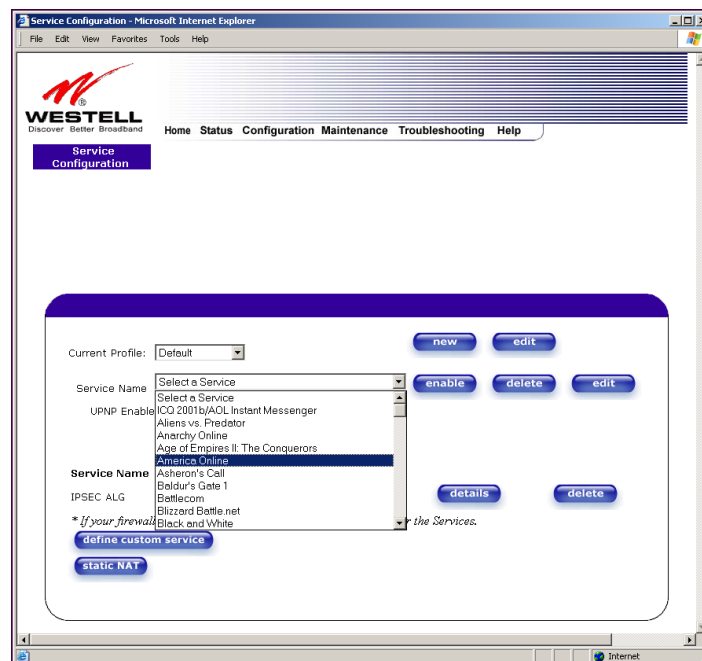 Service Configuration - Microsoft Internet Explorer
File Edit View Favorites Tools Help
WESTELL
®
Discover Better Broadband
Home Status Configuration Maintenance Troubleshooting Help
Service
Configuration
new edit
Current Profile: Default
Service Name Select a Service enable delete edit
Select a Service
UPNP Enable ICQ 2001b/AOL Instant Messenger
Aliens vs. Predator
Anarchy Online
Age of Empires II: The Conquerors
America Online
Service Name Asheron's Call
Baldur's Gate 1
IPSEC ALG Battlecom details delete
Blizzard Battle.net
* If your firewall Black and White r the Services.
define custom service
static NAT
Internet